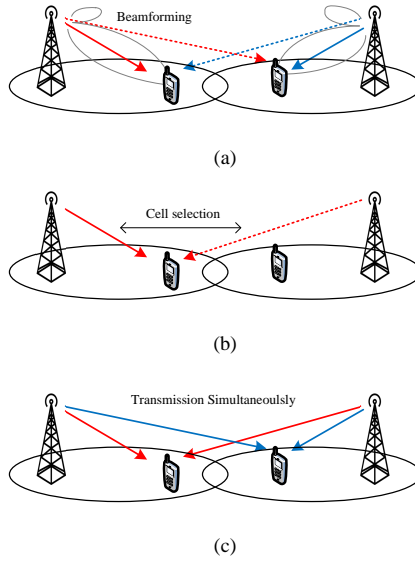 Beamforming
(a)
Cell selection
(b)
Transmission Simultaneoulsly
(c)